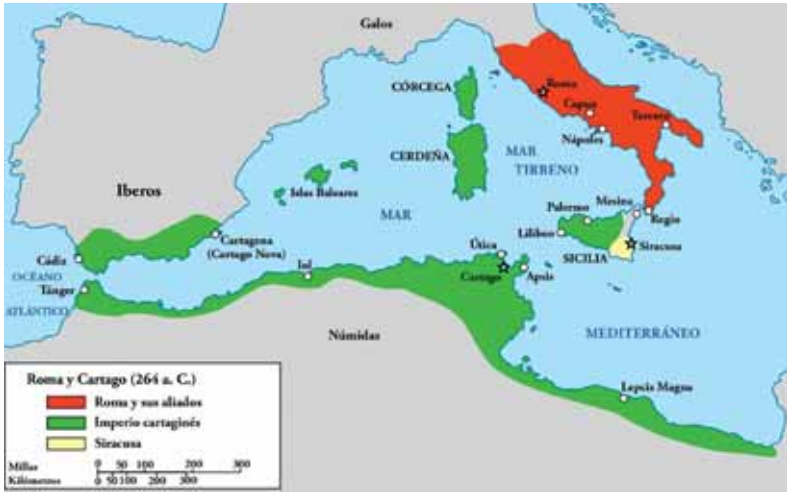 Galos
Roma
CÓRCEGA
Capua
Tarento
Nápoles
CERDEÑA
MAR
TIRRENO
Iberos
Islas Baleares
Mesina
Palermo
MAR
Regio
Cartagena
(Cartago Nova)
Lilibeo
Útica
Siracusa
SICILIA
Cádiz
Cartago
OCÉANO
Iol
Tánger
ATLÁNTICO
Númidas
MEDITERRÁNEO
Lepcis Magna
Roma y Cartago (264 a. C.)
Roma y sus aliados
Imperio cartaginés
Siracusa
Millas 0 50 100 200 300
Kilómetros 0 50 100 200 300